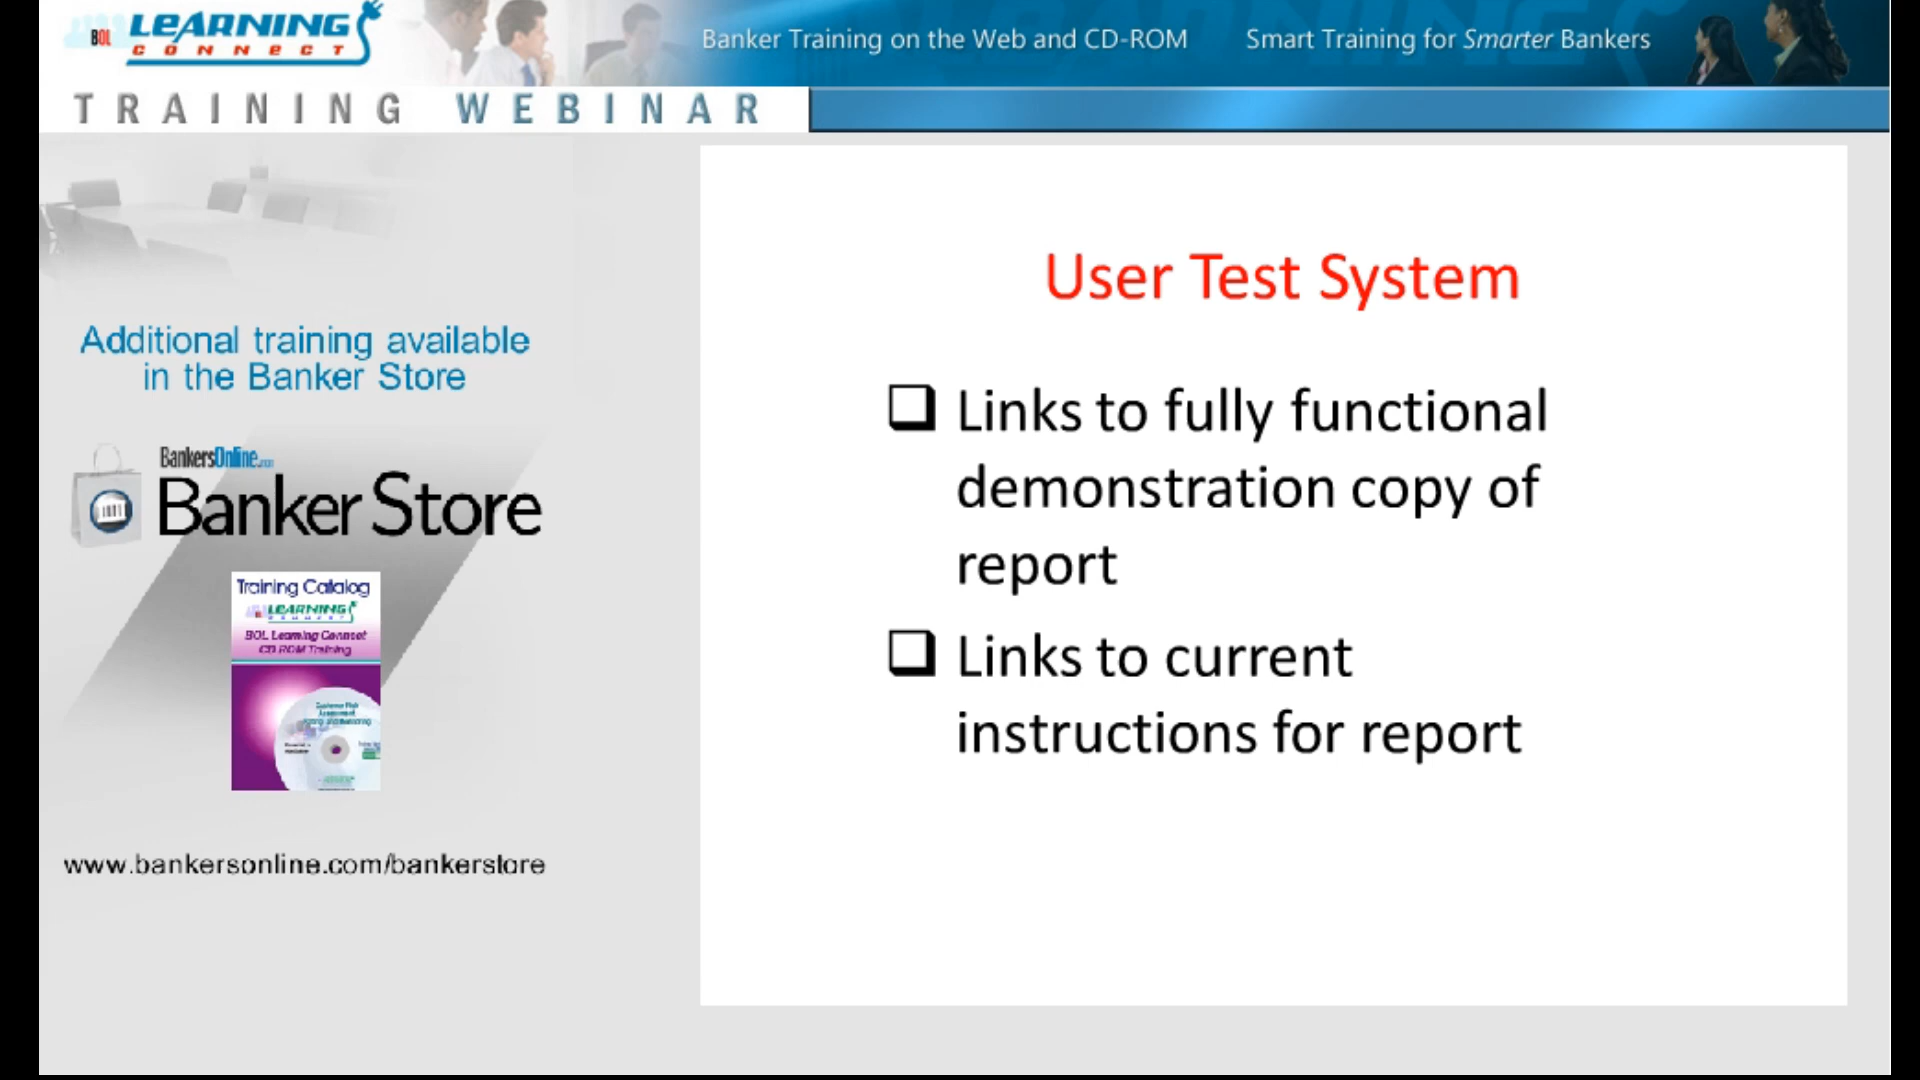 BOL LEARNING
CONNECT
Banker Training on the Web and CD-ROM
Smart Training for Smarter Bankers
TRAINING WEBINAR
User Test System
Links to fully functional
demonstration copy of
report
Links to current
instructions for report
Additional training available
in the Banker Store
BankersOnline.com
Banker Store
Training Catalog
LEARNING
CONNECT
BOL Learning Connect
CD ROM Training
www.bankersonline.com/bankerstore